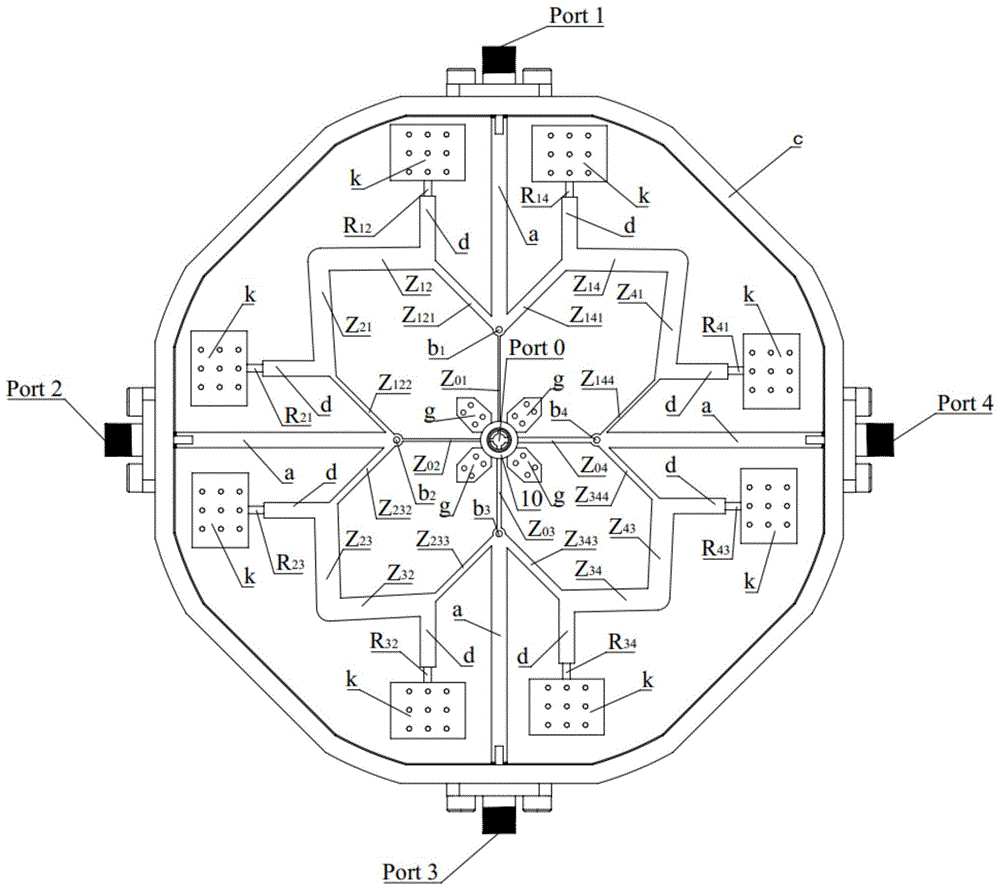 Port 1
c
k
k
R12
R14
d
a
d
Z12
Z14
Z41
Z21
Z121
Z141
k
k
R41
b1
Port 0
Z01
Z122
Z144
Port 2
Port 4
R21
d
g
g
b4
d
a
a
Z02
Z04
d
b2
g
10
g
d
Z232
b3
Z03
Z344
R23
k
Z23
Z233
Z343
Z43
R43
k
Z32
Z34
a
R32
d
d
R34
k
k
Port 3